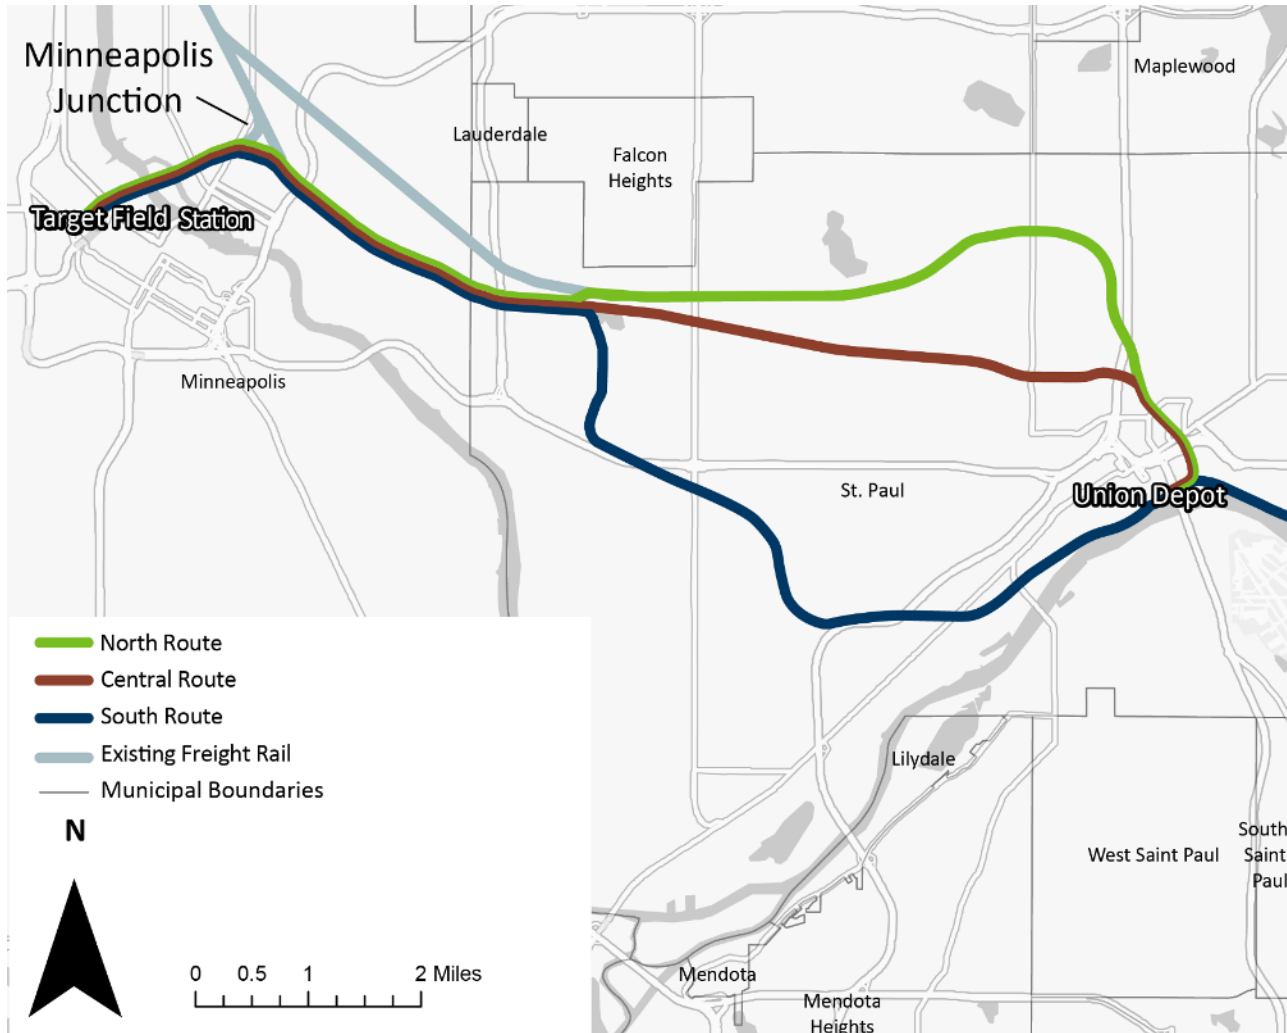 Minneapolis
Junction
Maplewood
Lauderdale
Falcon
Heights
Target Field Station
Minneapolis
St. Paul
Union Depot
North Route
Central Route
South Route
Existing Freight Rail
Municipal Boundaries
N
0 0.5 1 2 Miles
Lilydale
West Saint Paul
South
Saint
Paul
Mendota
Mendota
Heights